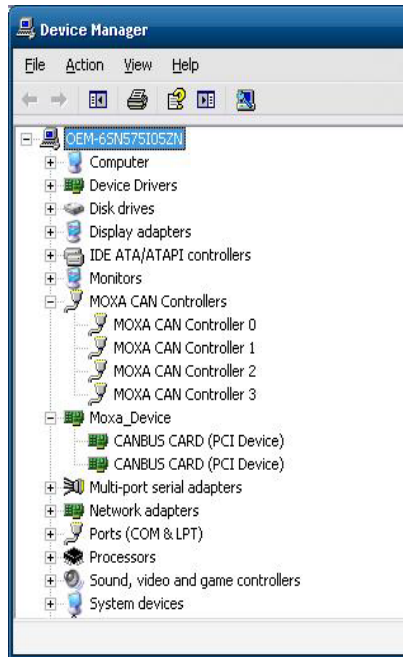 Device Manager
File Action View Help
OEM-6SN575I05ZN
Computer
Device Drivers
Disk drives
Display adapters
IDE ATA/ATAPI controllers
Monitors
MOXA CAN Controllers
MOXA CAN Controller 0
MOXA CAN Controller 1
MOXA CAN Controller 2
MOXA CAN Controller 3
Moxa_Device
CANBUS CARD (PCI Device)
CANBUS CARD (PCI Device)
Multi-port serial adapters
Network adapters
Ports (COM & LPT)
Processors
Sound, video and game controllers
System devices